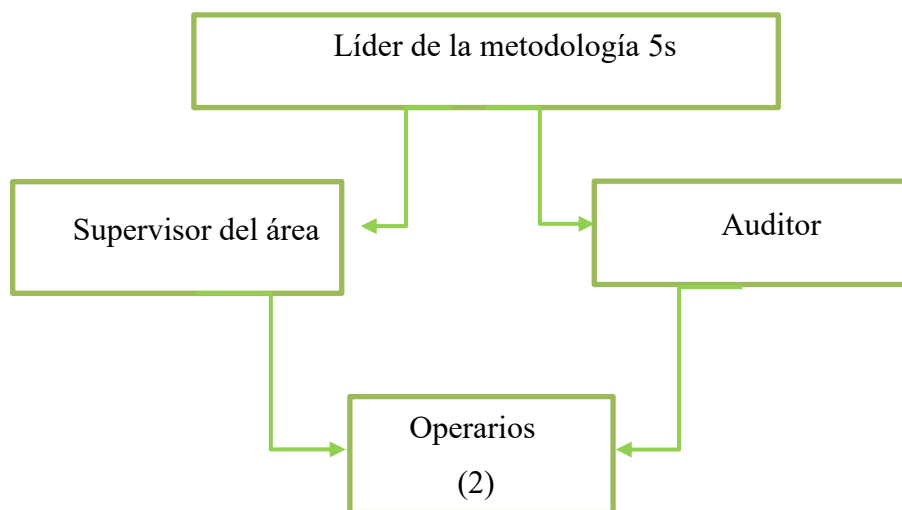 Líder de la metodología 5s
Supervisor del área
Auditor
Operarios
(2)